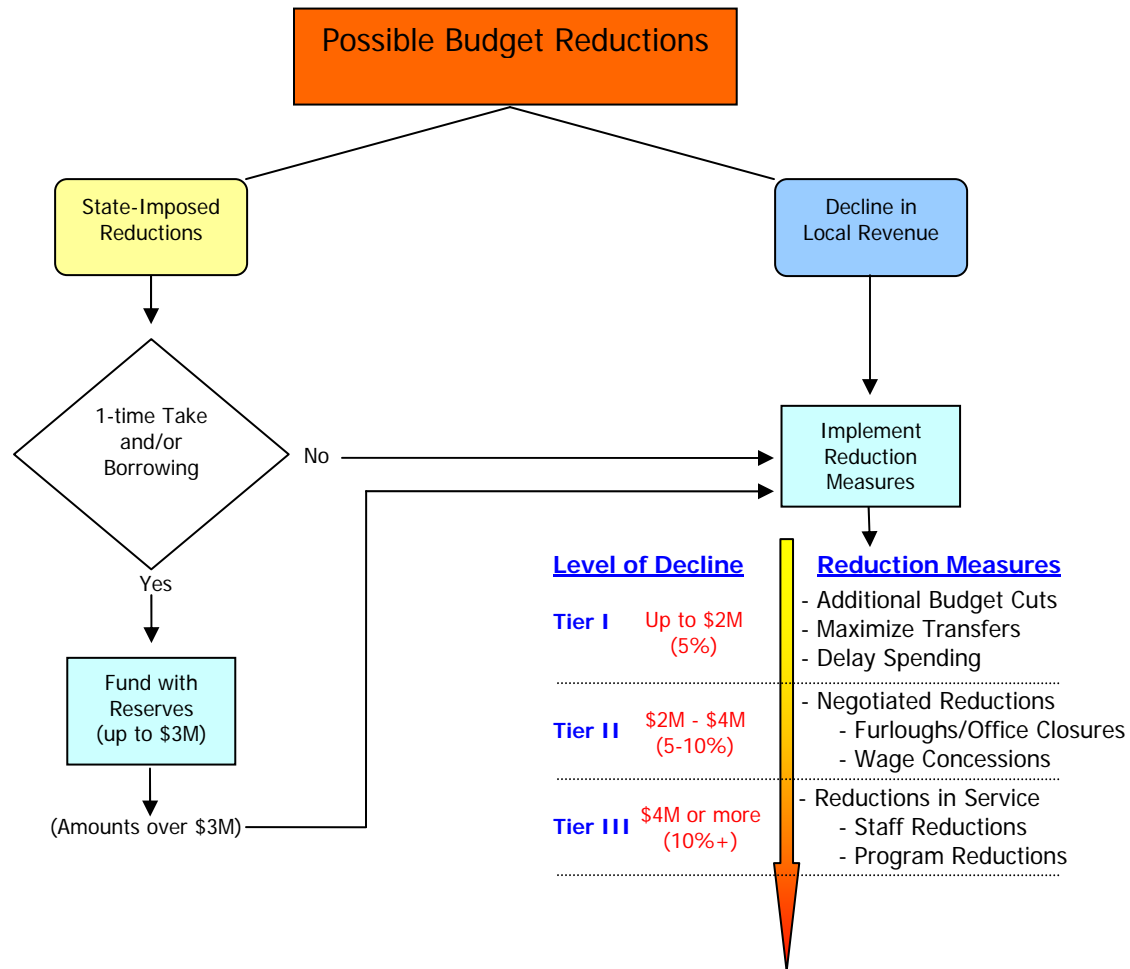 Possible Budget Reductions
State-Imposed
Reductions
Decline in
Local Revenue
1-time Take
and/or
Borrowing
No
Implement
Reduction
Measures
Yes
Fund with
Reserves
(up to $3M)
(Amounts over $3M)
Level of Decline
Reduction Measures
Tier I
Up to $2M
(5%)
- Additional Budget Cuts
- Maximize Transfers
- Delay Spending
Tier II
$2M - $4M
(5-10%)
- Negotiated Reductions
- Furloughs/Office Closures
- Wage Concessions
Tier III
$4M or more
(10%+)
- Reductions in Service
- Staff Reductions
- Program Reductions